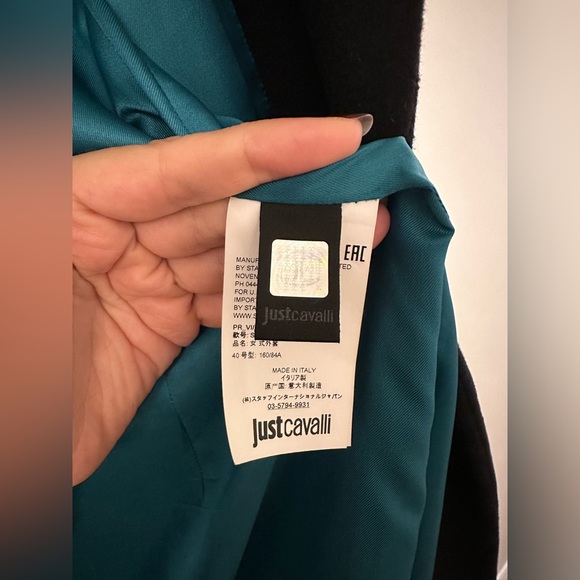 EAC
MANUF
BY STA TED
NOVEN
PH 044
FOR U
IMPOR
BY STA
WWW.S
justcavalli
PR_VI
款号: S
品名: 女式外套
40 号型: 160/84A
MADE IN ITALY
イタリア製
原产国 意大利製造
(株)スタッフインターナショナルジャパン
03-5794-9931
justcavalli